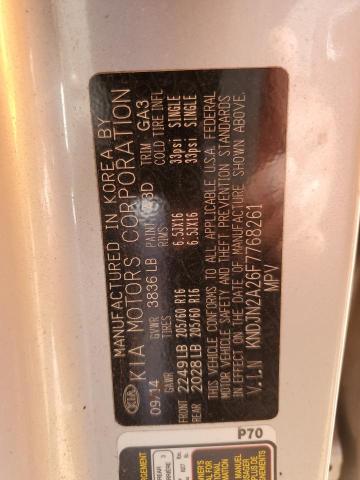 MANUFACTURED IN KOREA BY
KIA KIA MOTORS CORPORATION
09/14 GVWR 3836 LB PAINT 3D TRIM GA3
GAWR TIRES RIMS COLD TIRE INFL
FRONT 2249LB 205/60 R16 6.5JX16 33psi SINGLE
REAR 2028LB 205/60 R16 6.5JX16 33psi SINGLE
THIS VEHICLE CONFORMS TO ALL APPLICABLE U.S.A. FEDERAL
MOTOR VEHICLE SAFETY AND THEFT PREVENTION STANDARDS
IN EFFECT ON THE DATE OF MANUFACTURE SHOWN ABOVE.
V.I.N KNDJN2A26F7768261
MPV
P70
MANUEL